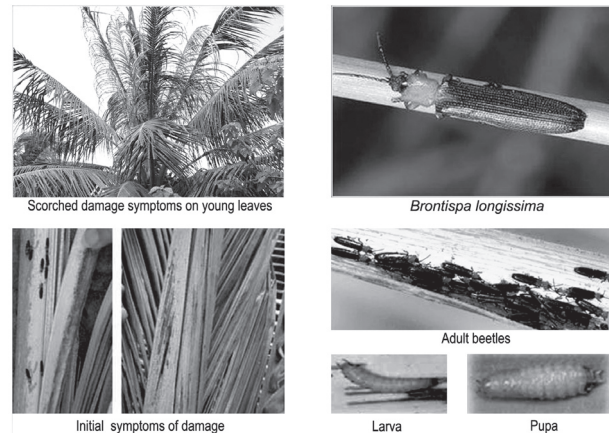 Scorched damage symptoms on young leaves
Brontispa longissima
Adult beetles
Initial symptoms of damage
Larva
Pupa